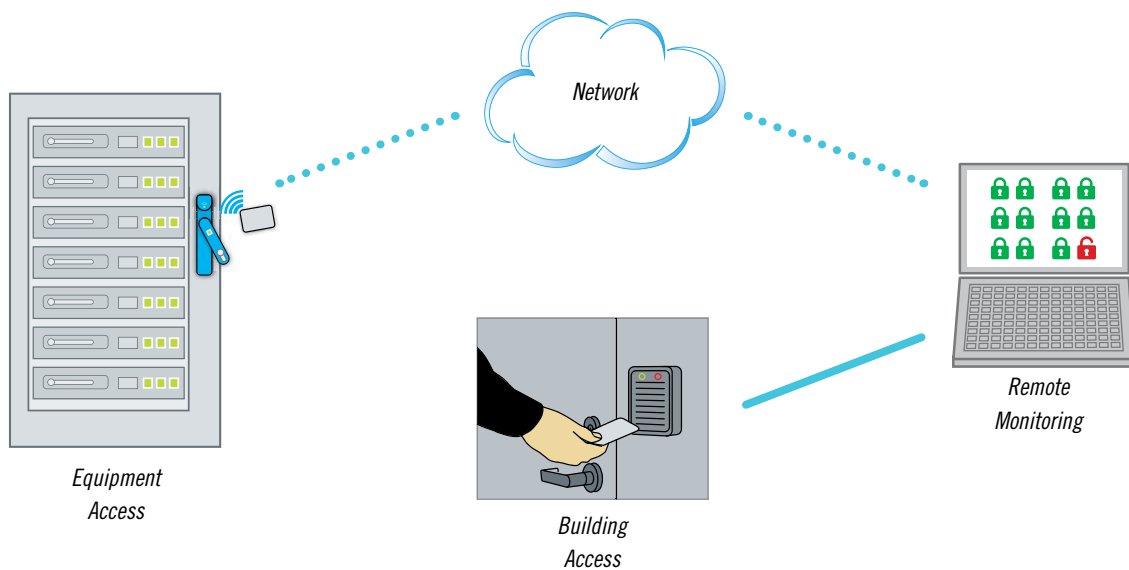 Network
Equipment
Access
Building
Access
Remote
Monitoring